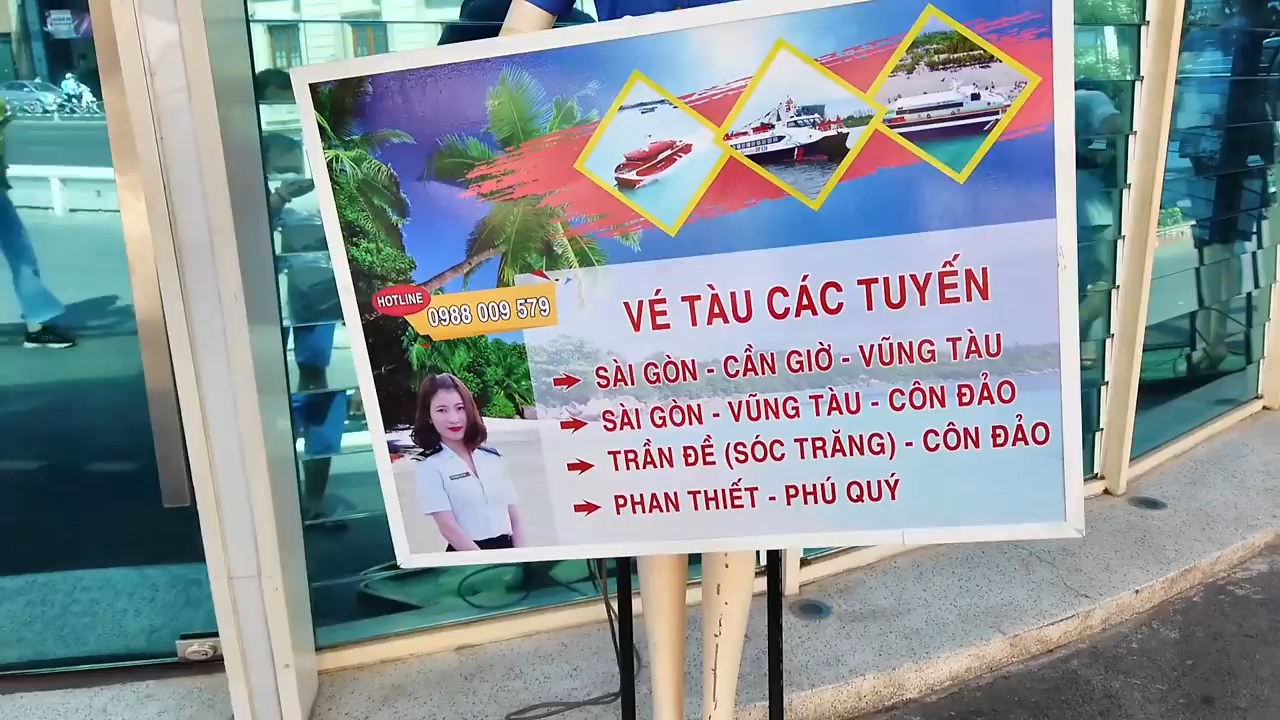 HOTLINE
0988 009 579
VÉ TÀU CÁC TUYẾN
SÀI GÒN - CẦN GIỜ - VŨNG TÀU
SÀI GÒN - VŨNG TÀU - CÔN ĐẢO
TRẦN ĐỀ (SÓC TRĂNG) - CÔN ĐẢO
PHAN THIẾT - PHÚ QUÝ